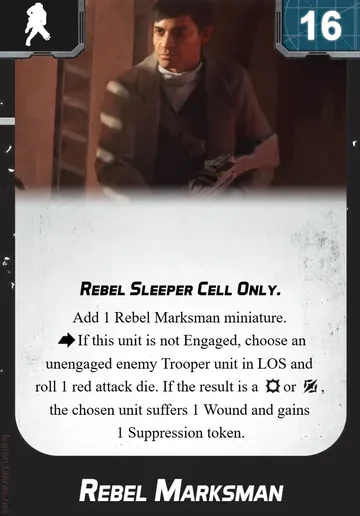 16
REBEL SLEEPER CELL ONLY.
Add 1 Rebel Marksman miniature.
If this unit is not Engaged, choose an
unengaged enemy Trooper unit in LOS and
roll 1 red attack die. If the result is a or ,
the chosen unit suffers 1 Wound and gains
1 Suppression token.
REBEL MARKSMAN